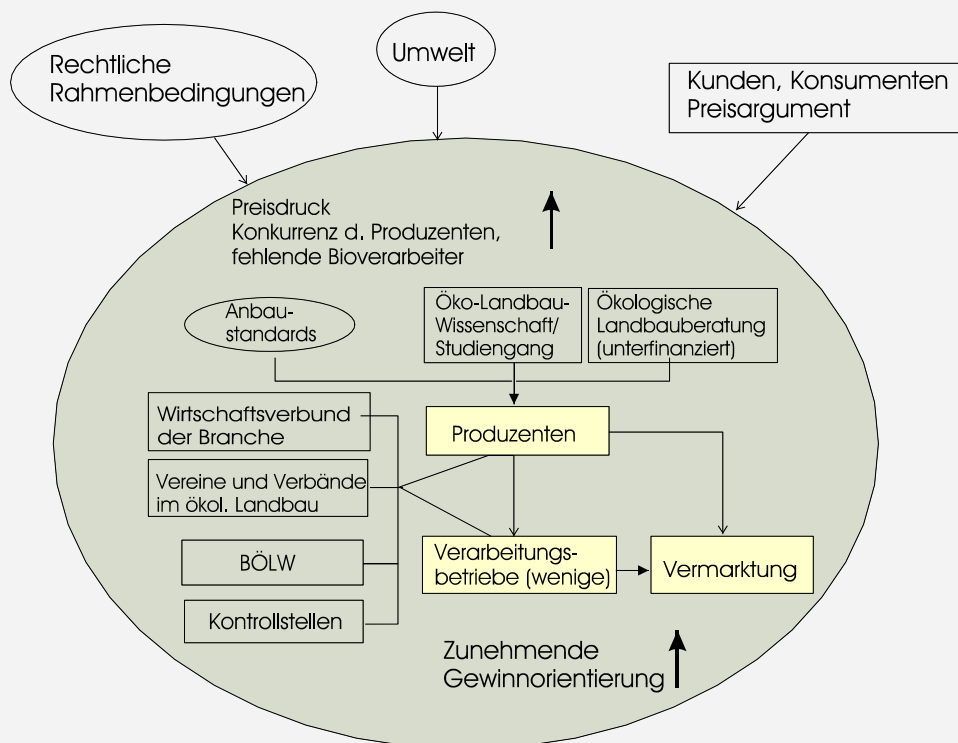 Rechtliche
Rahmenbedingungen
Umwelt
Kunden, Konsumenten
Preisargument
Preisdruck
Konkurrenz d. Produzenten,
fehlende Bioverarbeiter
Anbau-
standards
Öko-Landbau-
Wissenschaft/
Studiengang
Ökologische
Landbauberatung
(unterfinanziert)
Wirtschaftsverbund
der Branche
Produzenten
Vereine und Verbände
im ökol. Landbau
BÖLW
Verarbeitungs-
betriebe (wenige)
Vermarktung
Kontrollstellen
Zunehmende
Gewinnorientierung